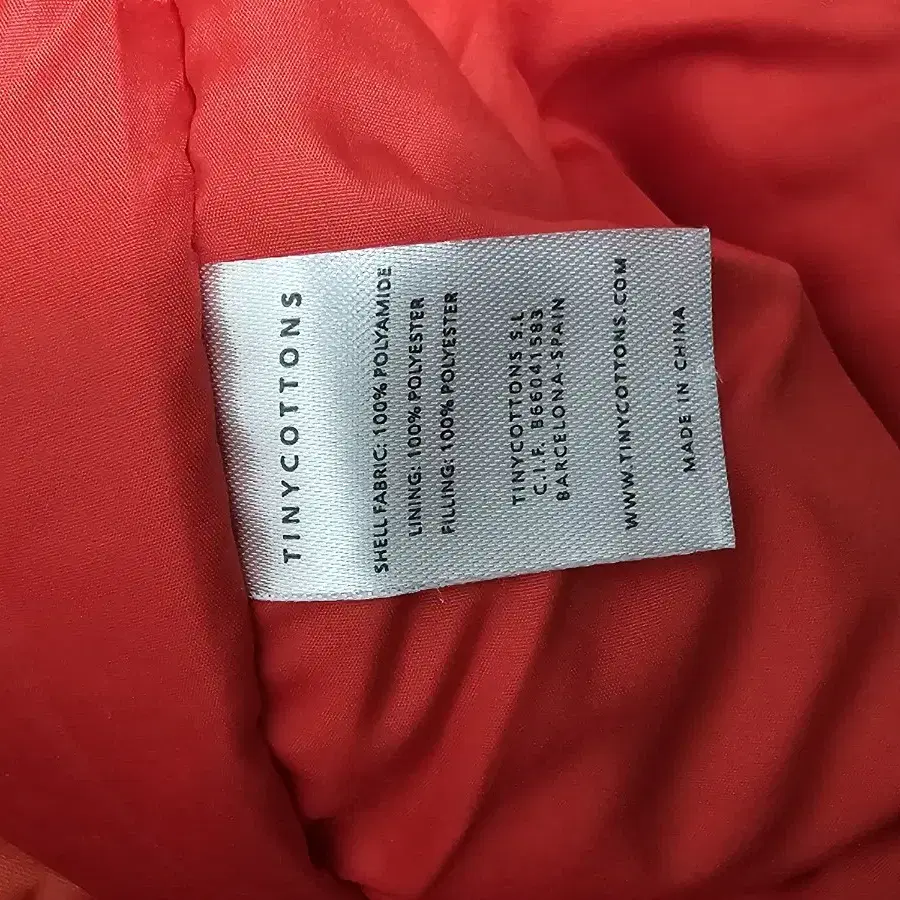 TINYCOTTONS
SHELL FABRIC: 100% POLYAMIDE
LINING: 100% POLYESTER
FILLING: 100% POLYESTER
TINYCOTTONS S.L
C.I.F. B66041583
BARCELONA-SPAIN
WWW.TINYCOTTONS.COM
MADE IN CHINA